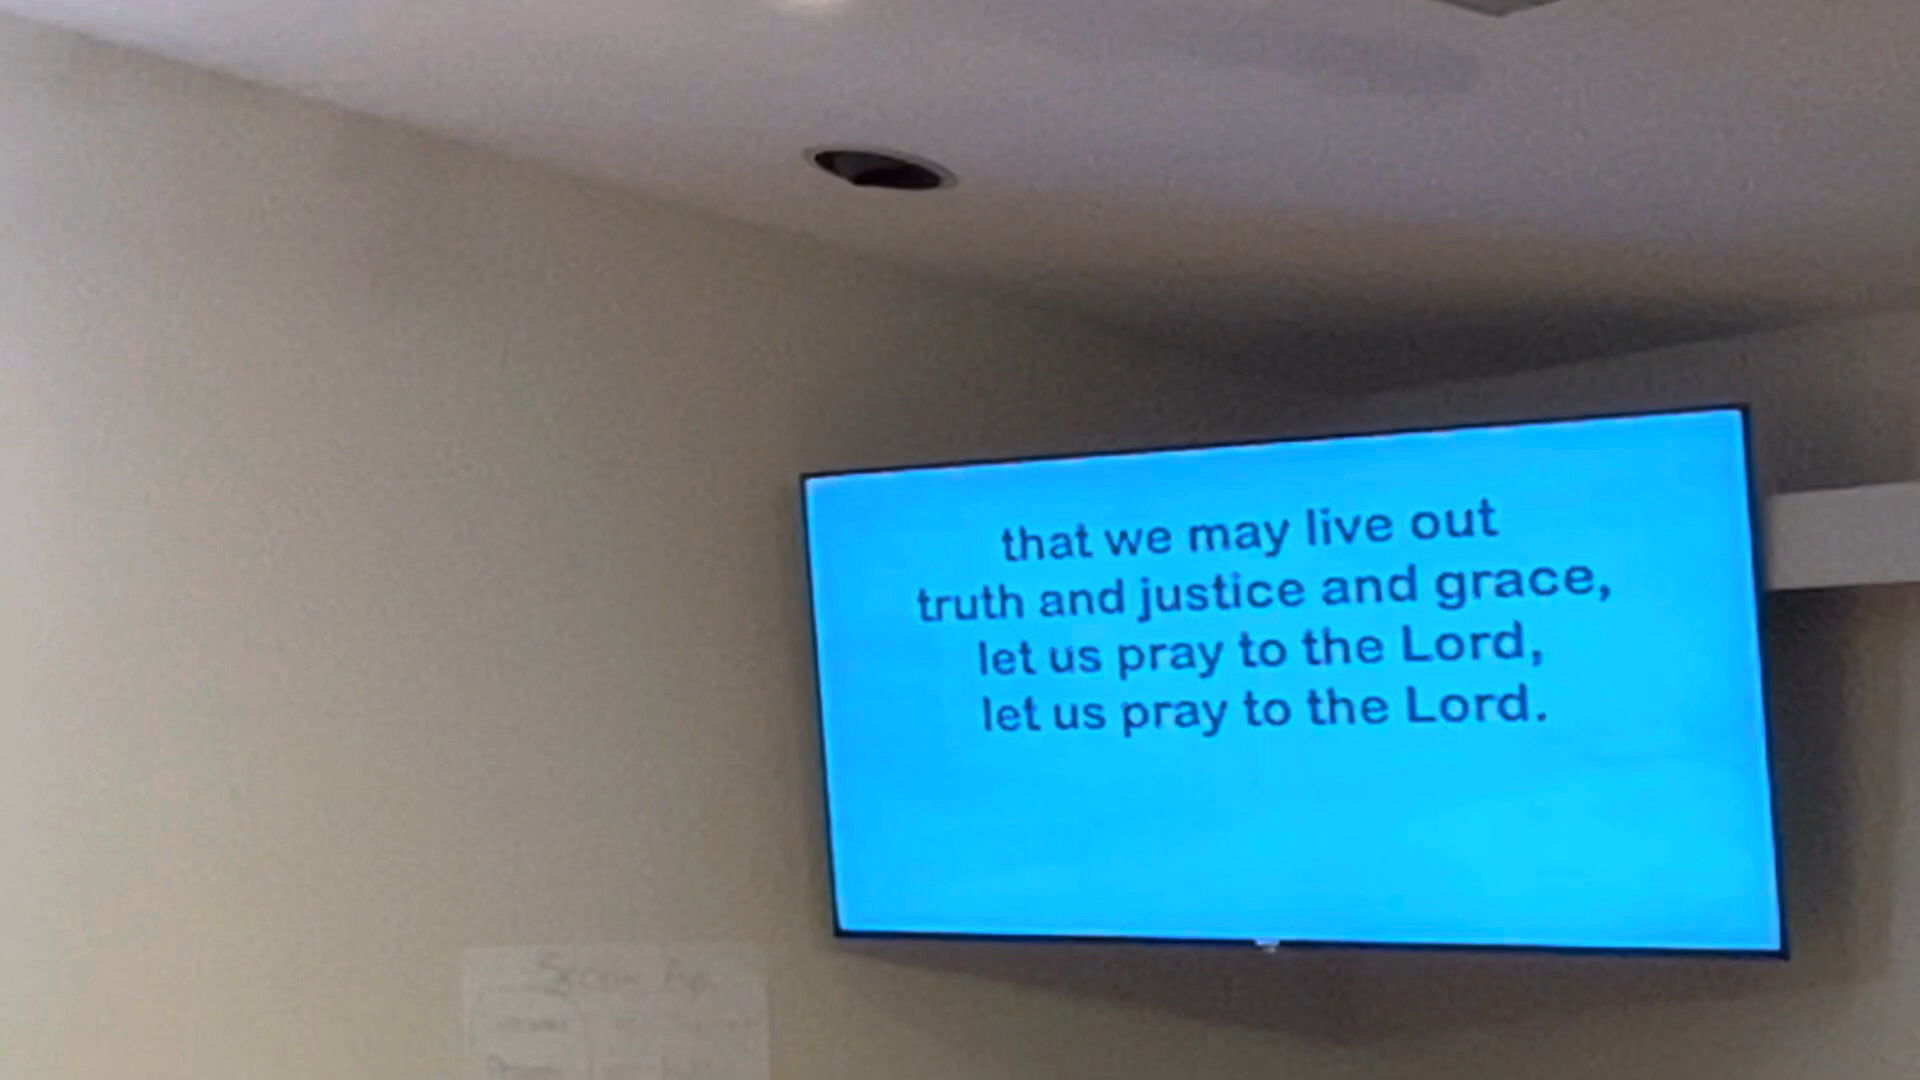 that we may live out
truth and justice and grace,
let us pray to the Lord,
let us pray to the Lord.